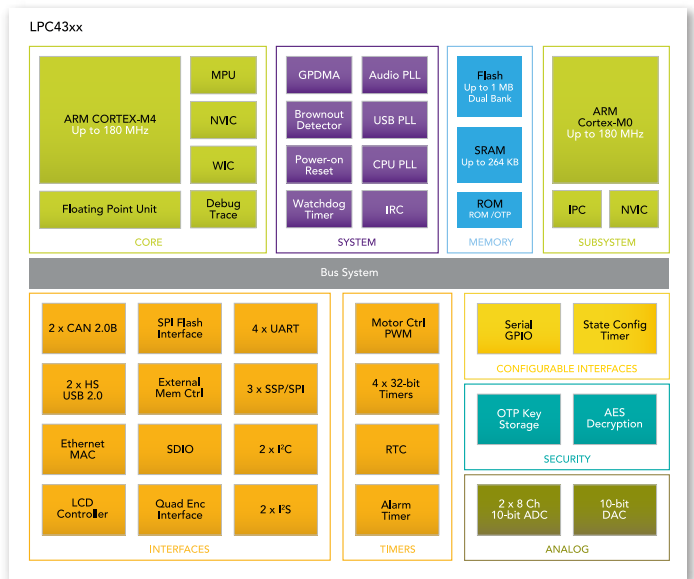 LPC43xx
ARM CORTEX-M4
Up to 180 MHz
MPU
NVIC
WIC
Floating Point Unit
Debug
Trace
CORE
GPDMA
Audio PLL
Brownout
Detector
USB PLL
Power-on
Reset
CPU PLL
Watchdog
Timer
IRC
SYSTEM
Flash
Up to 1 MB
Dual Bank
SRAM
Up to 264 KB
ROM
ROM /OTP
MEMORY
ARM
Cortex-M0
Up to 180 MHz
IPC
NVIC
SUBSYSTEM
Bus System
2 x CAN 2.0B
SPI Flash
Interface
4 x UART
2 x HS
USB 2.0
External
Mem Ctrl
3 x SSP/SPI
Ethernet
MAC
SDIO
2 x I²C
LCD
Controller
Quad Enc
Interface
2 x I²S
INTERFACES
Motor Ctrl
PWM
4 x 32-bit
Timers
RTC
Alarm
Timer
TIMERS
Serial
GPIO
State Config
Timer
CONFIGURABLE INTERFACES
OTP Key
Storage
AES
Decryption
SECURITY
2 x 8 Ch
10-bit ADC
10-bit
DAC
ANALOG